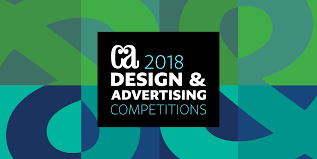 ca 2018
DESIGN &
ADVERTISING
COMPETITIONS